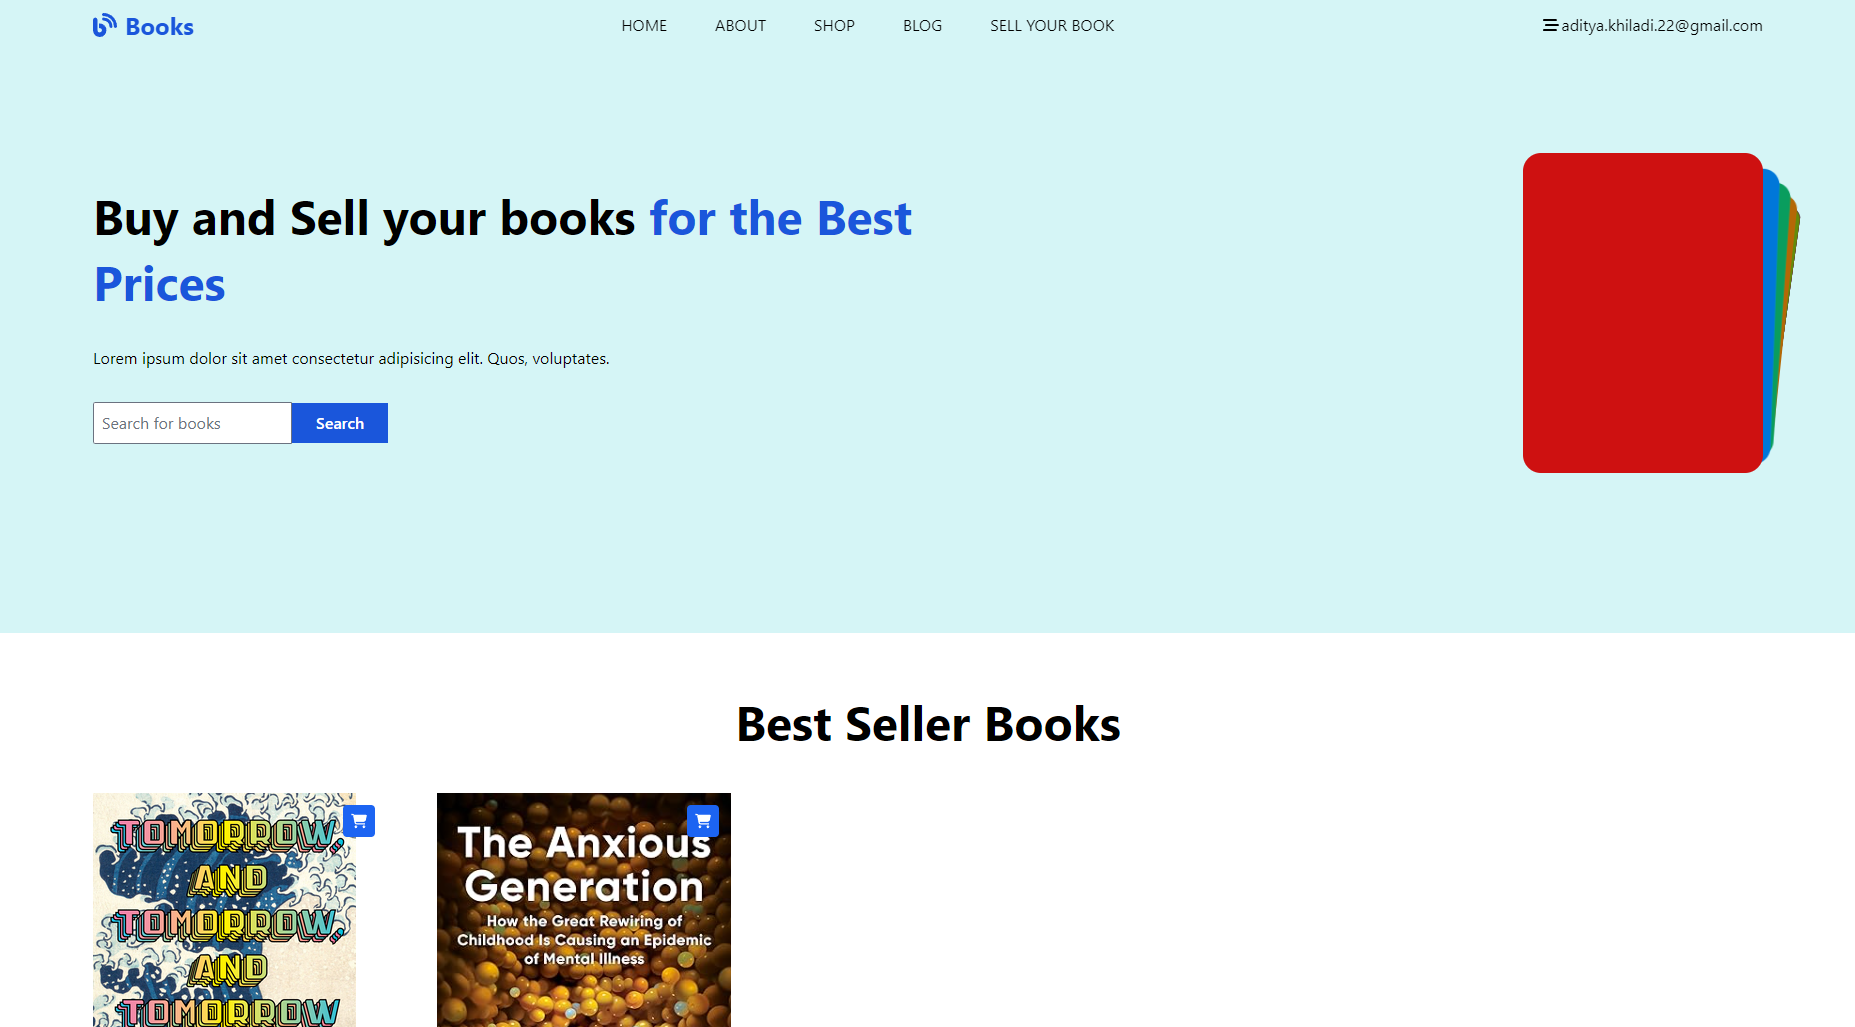 Books
HOME ABOUT SHOP BLOG SELL YOUR BOOK
aditya.khiladi.22@gmail.com
Buy and Sell your books for the Best
Prices
Lorem ipsum dolor sit amet consectetur adipisicing elit. Quos, voluptates.
Search for books
Search
Best Seller Books
TOMORROW,
AND
TOMORROW,
AND
TOMORROW
The Anxious
Generation
How the Great Rewiring of
Childhood Is Causing an Epidemic
of Mental Illness